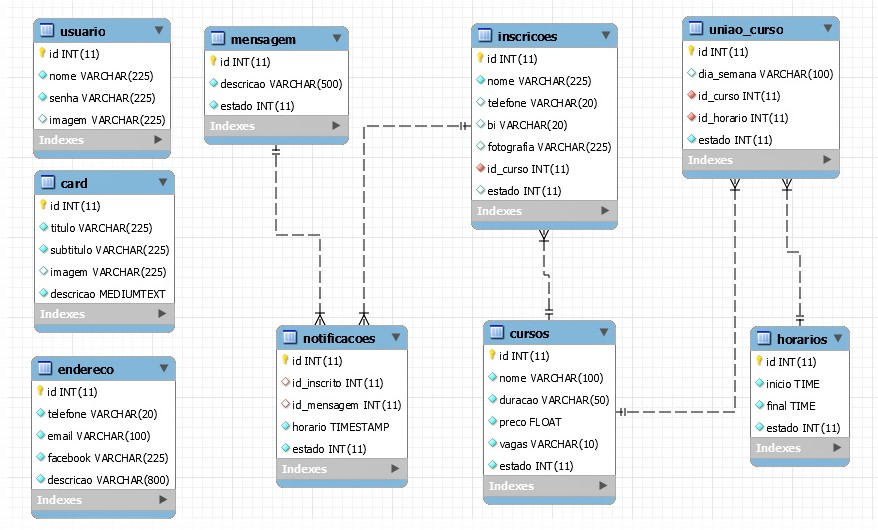 usuario
id INT(11)
nome VARCHAR(225)
senha VARCHAR(225)
imagem VARCHAR(225)
Indexes
card
id INT(11)
titulo VARCHAR(225)
subtitulo VARCHAR(225)
imagem VARCHAR(225)
descricao MEDIUMTEXT
Indexes
endereco
id INT(11)
telefone VARCHAR(20)
email VARCHAR(100)
facebook VARCHAR(225)
descricao VARCHAR(800)
Indexes
mensagem
id INT(11)
descricao VARCHAR(500)
estado INT(11)
Indexes
notificacoes
id INT(11)
id_inscrito INT(11)
id_mensagem INT(11)
horario TIMESTAMP
estado INT(11)
Indexes
inscricoes
id INT(11)
nome VARCHAR(225)
telefone VARCHAR(20)
bi VARCHAR(20)
fotografia VARCHAR(225)
id_curso INT(11)
estado INT(11)
Indexes
cursos
id INT(11)
nome VARCHAR(100)
duracao VARCHAR(50)
preco FLOAT
vagas VARCHAR(10)
estado INT(11)
Indexes
uniao_curso
id INT(11)
dia_semana VARCHAR(100)
id_curso INT(11)
id_horario INT(11)
estado INT(11)
Indexes
horarios
id INT(11)
inicio TIME
final TIME
estado INT(11)
Indexes